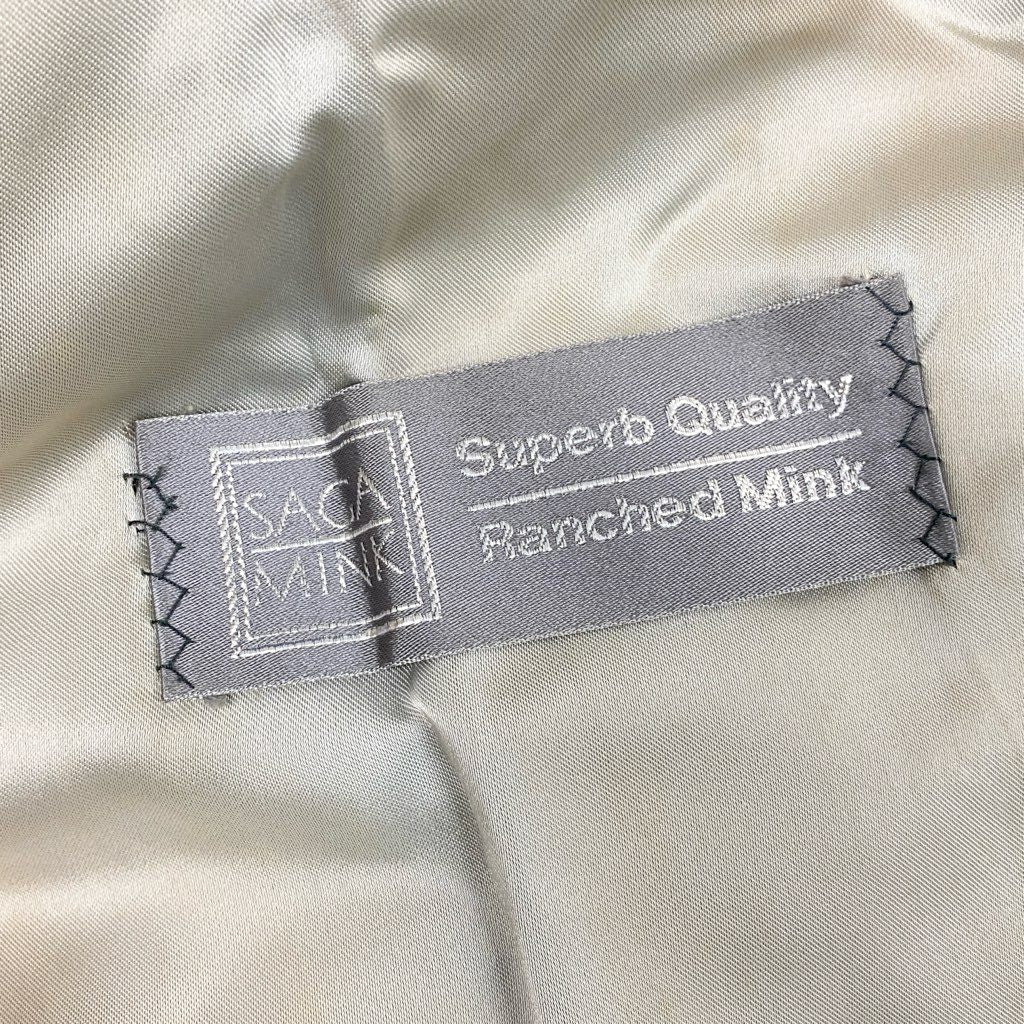 SAGA
MINK
Superb Quality
Ranched Mink